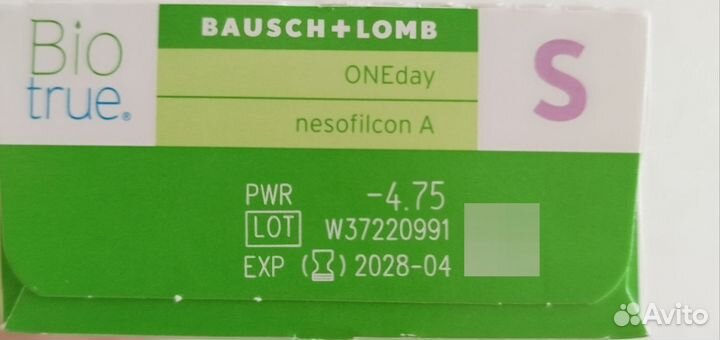 Bio
true®
BAUSCH+LOMB
ONEday
nesofilcon A
S
PWR -4.75
LOT W37220991
EXP 2028-04
Avito